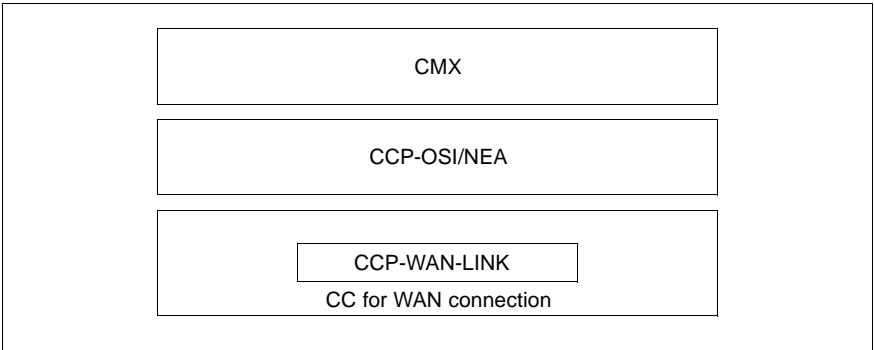 CMX
CCP-OSI/NEA
CCP-WAN-LINK
CC for WAN connection